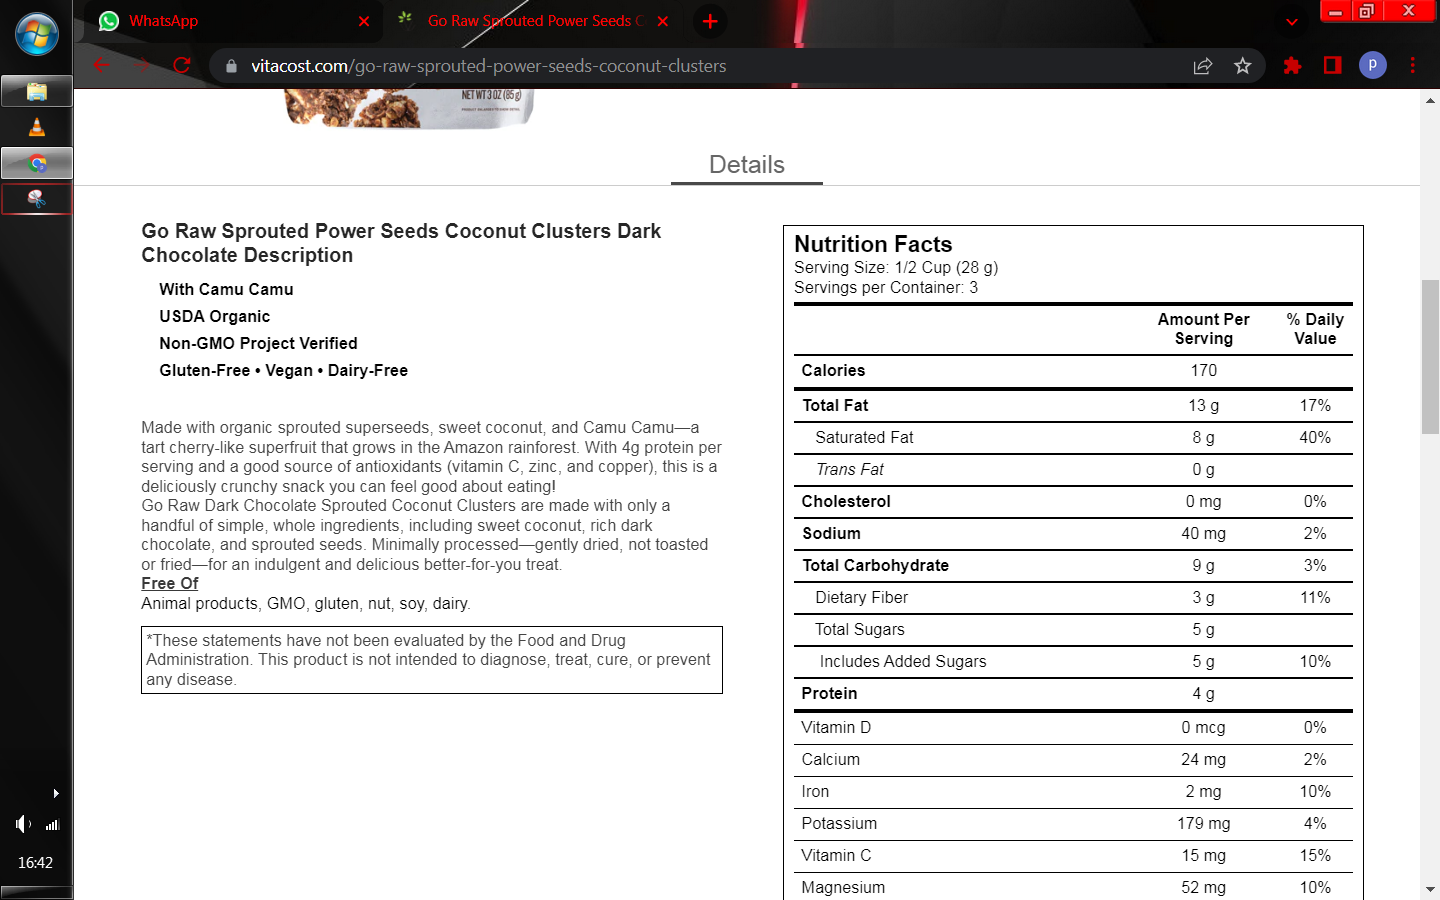 WhatsApp
Go Raw Sprouted Power Seeds C
vitacost.com/go-raw-sprouted-power-seeds-coconut-clusters
p
NET WT 3 OZ (85 g)
Details
Go Raw Sprouted Power Seeds Coconut Clusters Dark
Chocolate Description
With Camu Camu
USDA Organic
Non-GMO Project Verified
Gluten-Free • Vegan • Dairy-Free
Made with organic sprouted superseeds, sweet coconut, and Camu Camu—a
tart cherry-like superfruit that grows in the Amazon rainforest. With 4g protein per
serving and a good source of antioxidants (vitamin C, zinc, and copper), this is a
deliciously crunchy snack you can feel good about eating!
Go Raw Dark Chocolate Sprouted Coconut Clusters are made with only a
handful of simple, whole ingredients, including sweet coconut, rich dark
chocolate, and sprouted seeds. Minimally processed—gently dried, not toasted
or fried—for an indulgent and delicious better-for-you treat.
Free Of
Animal products, GMO, gluten, nut, soy, dairy.
*These statements have not been evaluated by the Food and Drug
Administration. This product is not intended to diagnose, treat, cure, or prevent
any disease.
Nutrition Facts
Serving Size: 1/2 Cup (28 g)
Servings per Container: 3
Amount Per % Daily
Serving Value
Calories 170
Total Fat 13 g 17%
Saturated Fat 8 g 40%
Trans Fat 0 g
Cholesterol 0 mg 0%
Sodium 40 mg 2%
Total Carbohydrate 9 g 3%
Dietary Fiber 3 g 11%
Total Sugars 5 g
Includes Added Sugars 5 g 10%
Protein 4 g
Vitamin D 0 mcg 0%
Calcium 24 mg 2%
Iron 2 mg 10%
Potassium 179 mg 4%
Vitamin C 15 mg 15%
Magnesium 52 mg 10%
16:42